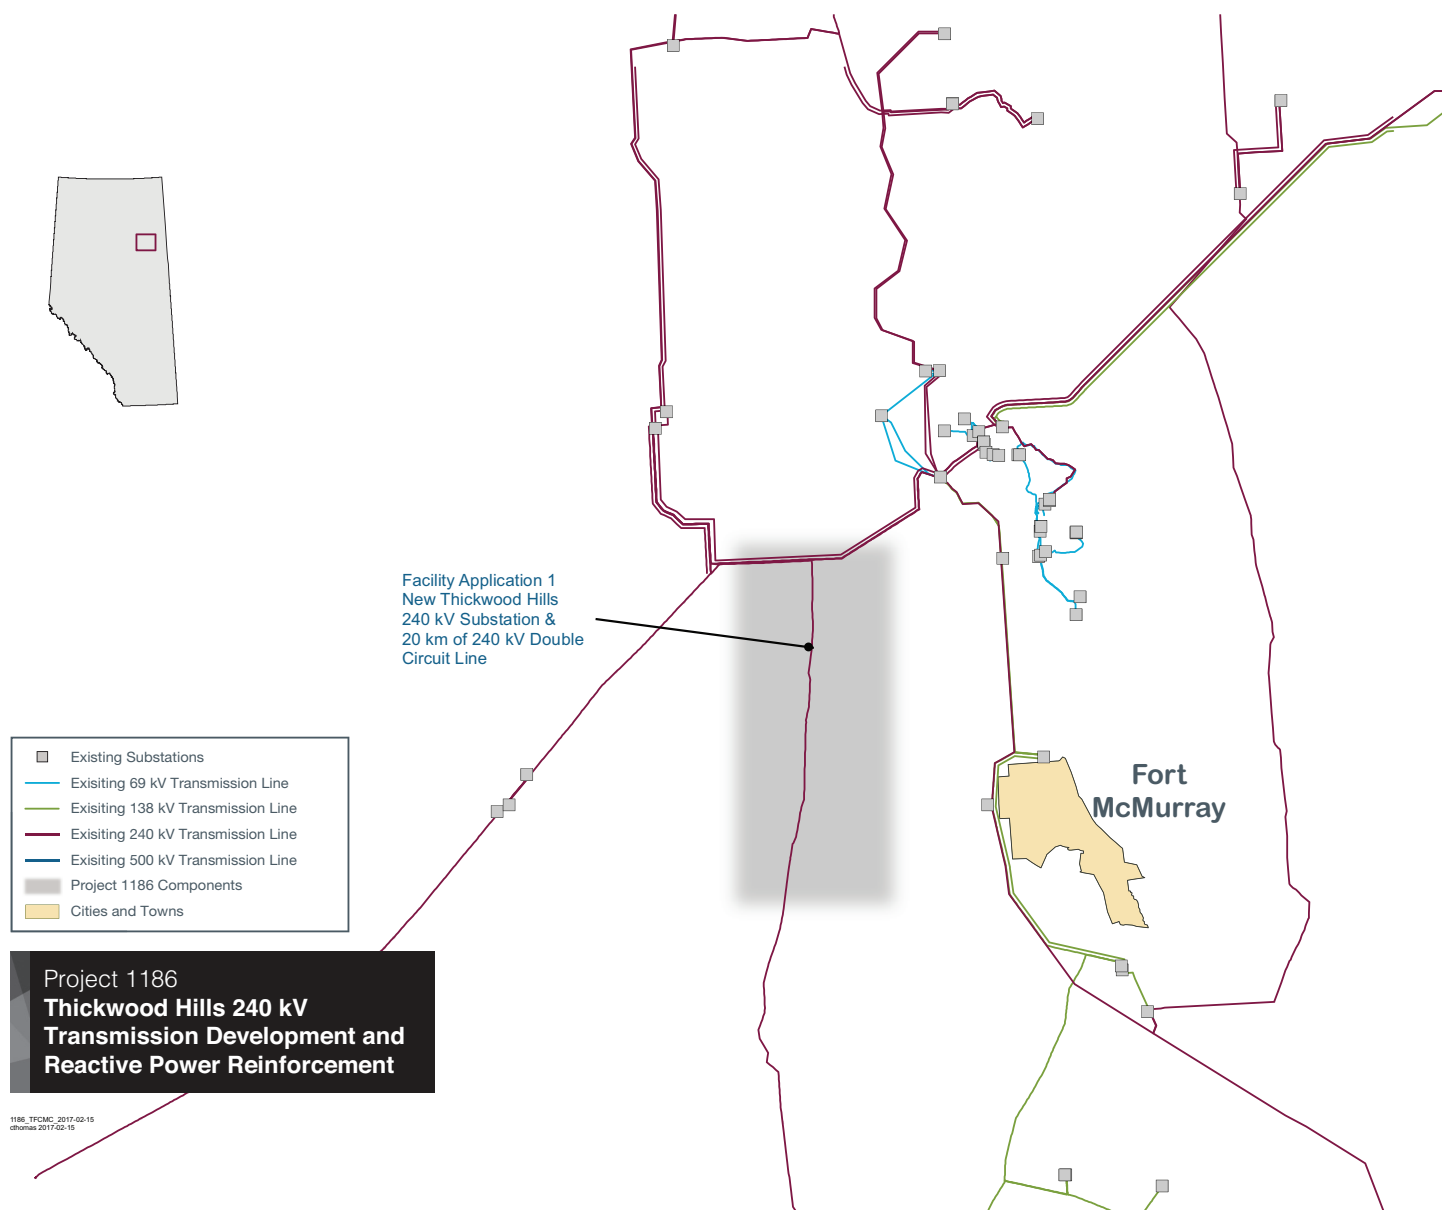 Facility Application 1
New Thickwood Hills
240 kV Substation &
20 km of 240 kV Double
Circuit Line
Existing Substations
Exisiting 69 kV Transmission Line
Exisiting 138 kV Transmission Line
Exisiting 240 kV Transmission Line
Exisiting 500 kV Transmission Line
Project 1186 Components
Cities and Towns
Fort
McMurray
Project 1186
Thickwood Hills 240 kV
Transmission Development and
Reactive Power Reinforcement
1186_TFCMC_2017-02-15
cthomas 2017-02-15